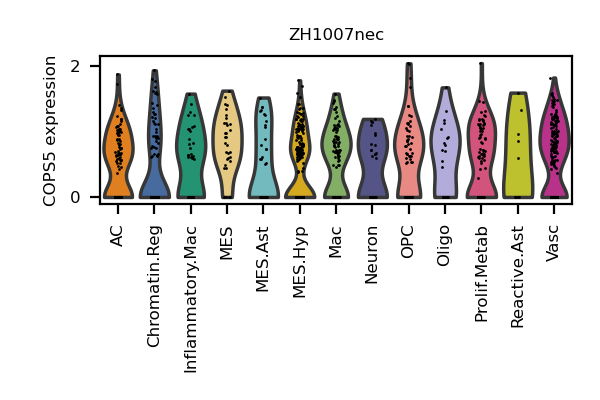 ZH1007nec
COPS5 expression
2
0
AC
Chromatin.Reg
Inflammatory.Mac
MES
MES.Ast
MES.Hyp
Mac
Neuron
OPC
Oligo
Prolif.Metab
Reactive.Ast
Vasc